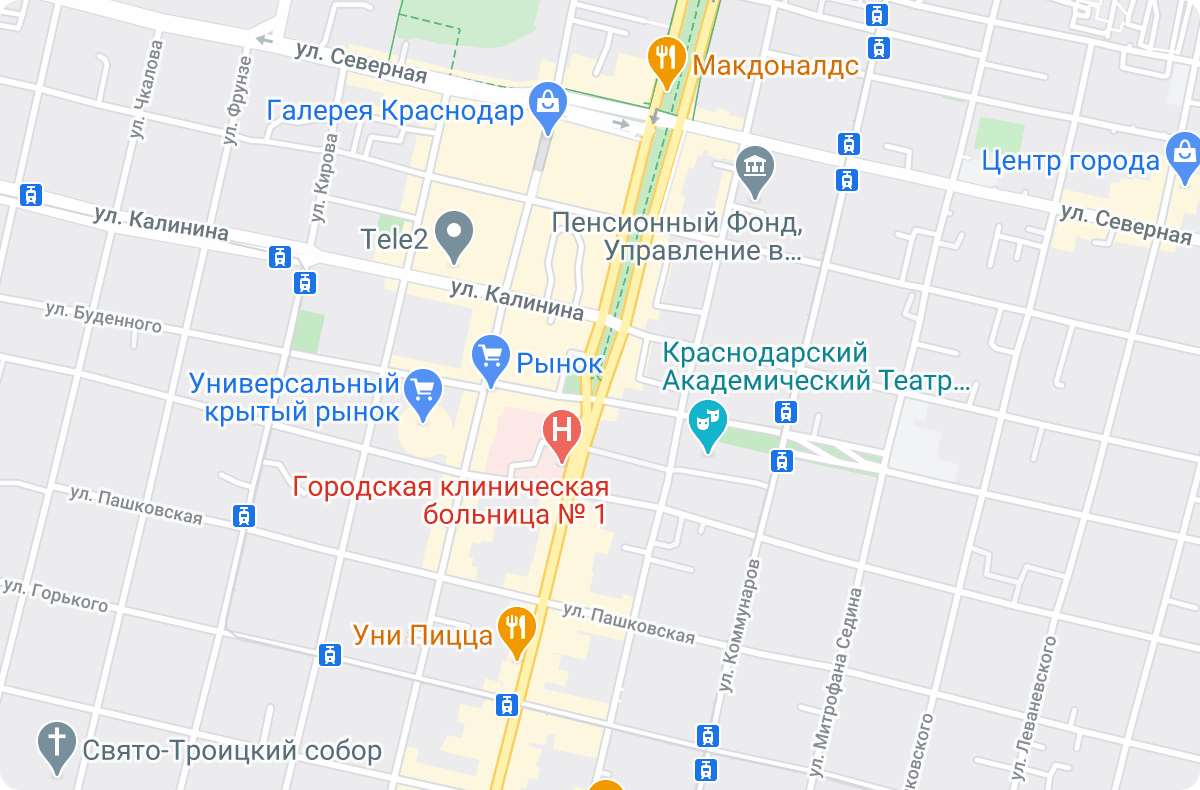 ул. Северная
Макдоналдс
ул. Чкалова
ул. Фрунзе
Галерея Краснодар
ул. Кирова
Центр города
ул. Калинина
Tele2
Пенсионный Фонд,
Управление в...
ул. Северная
ул. Калинина
ул. Буденного
Рынок
Краснодарский
Академический Театр...
Универсальный
крытый рынок
H
Городская клиническая
больница № 1
ул. Пашковская
ул. Горького
ул. Пашковская
Уни Пицца
ул. Коммунаров
ул. Митрофана Седина
ул. Леваневского
ковского
Свято-Троицкий собор